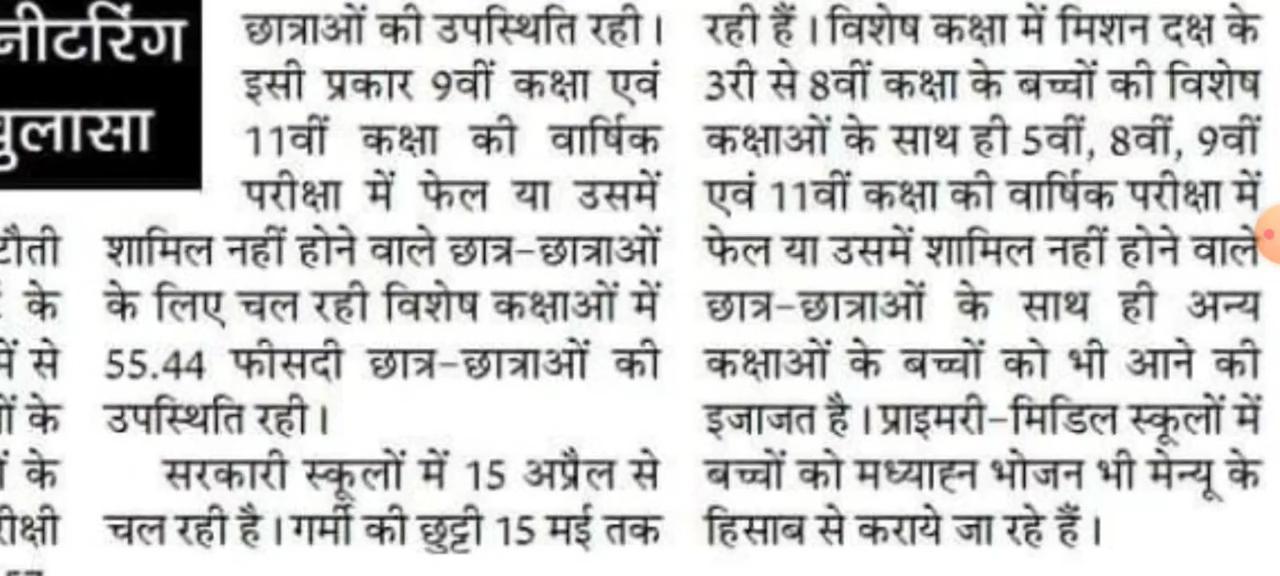 नीटरिंग
खुलासा
टौती
के
में से
के
के
रीक्षी
छात्राओं की उपस्थिति रही।
इसी प्रकार 9वीं कक्षा एवं
11वीं कक्षा की वार्षिक
परीक्षा में फेल या उसमें
शामिल नहीं होने वाले छात्र-छात्राओं
के लिए चल रही विशेष कक्षाओं में
55.44 फीसदी छात्र-छात्राओं की
उपस्थिति रही।
सरकारी स्कूलों में 15 अप्रैल से
चल रही है। गर्मी की छुट्टी 15 मई तक
रही हैं। विशेष कक्षा में मिशन दक्ष के
3री से 8वीं कक्षा के बच्चों की विशेष
कक्षाओं के साथ ही 5वीं, 8वीं, 9वीं
एवं 11वीं कक्षा की वार्षिक परीक्षा में
फेल या उसमें शामिल नहीं होने वाले
छात्र-छात्राओं के साथ ही अन्य
कक्षाओं के बच्चों को भी आने की
इजाजत है। प्राइमरी-मिडिल स्कूलों में
बच्चों को मध्याह्न भोजन भी मेन्यू के
हिसाब से कराये जा रहे हैं।